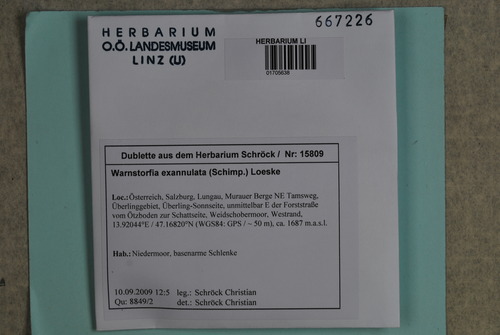 667226
HERBARIUM
O.Ö. LANDESMUSEUM
LINZ (LI)
HERBARIUM LI
01705638
Dublette aus dem Herbarium Schröck / Nr: 15809
Warnstorfia exannulata (Schimp.) Loeske
Loc.:Österreich, Salzburg, Lungau, Murauer Berge NE Tamsweg,
Überlinggebiet, Überling-Sonnseite, unmittelbar E der Forststraße
vom Ötzboden zur Schattseite, Weidschobermoor, Westrand,
13.92044°E / 47.16820°N (WGS84: GPS / ~ 50 m), ca. 1687 m.a.s.l.
Hab.: Niedermoor, basenarme Schlenke
10.09.2009 12:5 leg.: Schröck Christian
Qu: 8849/2 det.: Schröck Christian